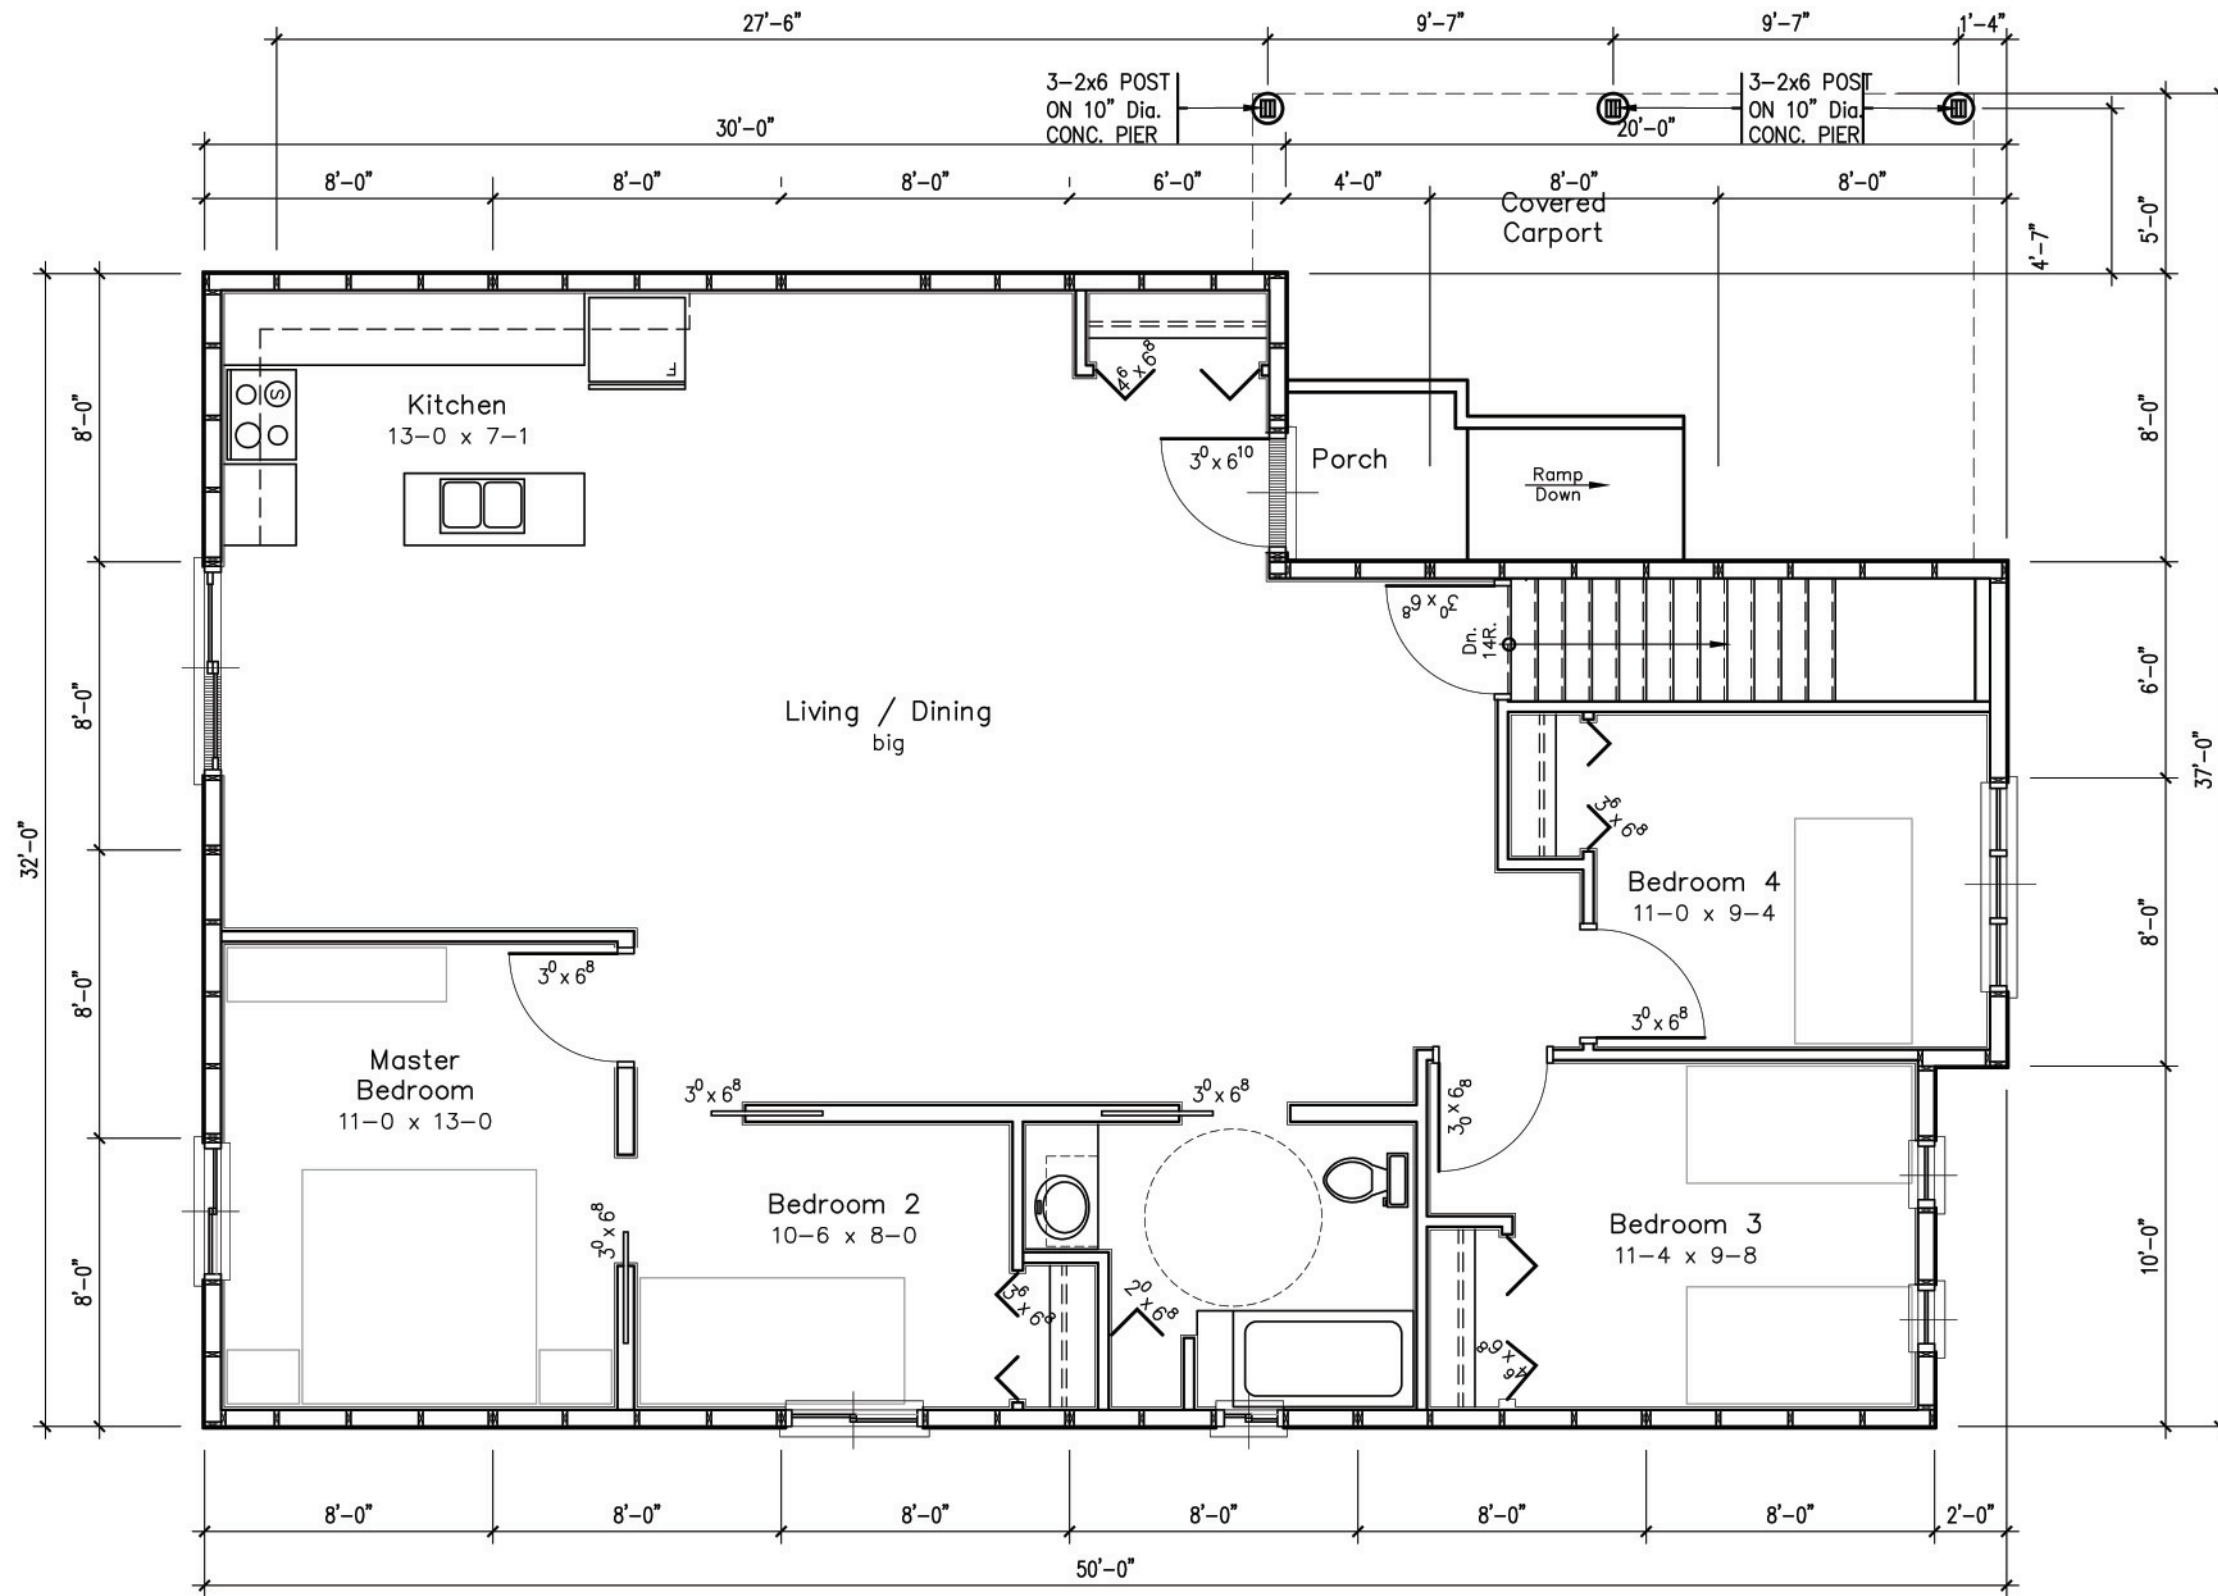 27'-6"
9'-7"
9'-7"
1'-4"
3-2x6 POST
ON 10" Dia.
CONC. PIER
3-2x6 POST
ON 10" Dia.
CONC. PIER
30'-0"
20'-0"
8'-0"
8'-0"
8'-0"
6'-0"
4'-0"
8'-0"
8'-0"
Covered
Carport
4'-7"
5'-0"
8'-0"
6'-0"
8'-0"
10'-0"
37'-0"
32'-0"
8'-0"
8'-0"
8'-0"
8'-0"
S
F
Kitchen
13-0 x 7-1
4⁶ x 6⁸
3⁰ x 6¹⁰
Porch
Ramp
Down
3⁰ x 6⁸
Dn.
14R.
Living / Dining
big
3⁶ x 6⁸
Bedroom 4
11-0 x 9-4
3⁰ x 6⁸
3⁰ x 6⁸
Master
Bedroom
11-0 x 13-0
3⁰ x 6⁸
3⁰ x 6⁸
3⁰ x 6⁸
3⁰ x 6⁸
Bedroom 2
10-6 x 8-0
3⁶ x 6⁸
2⁰ x 6⁸
Bedroom 3
11-4 x 9-8
4⁶ x 6⁸
8'-0"
8'-0"
8'-0"
8'-0"
8'-0"
8'-0"
2'-0"
50'-0"